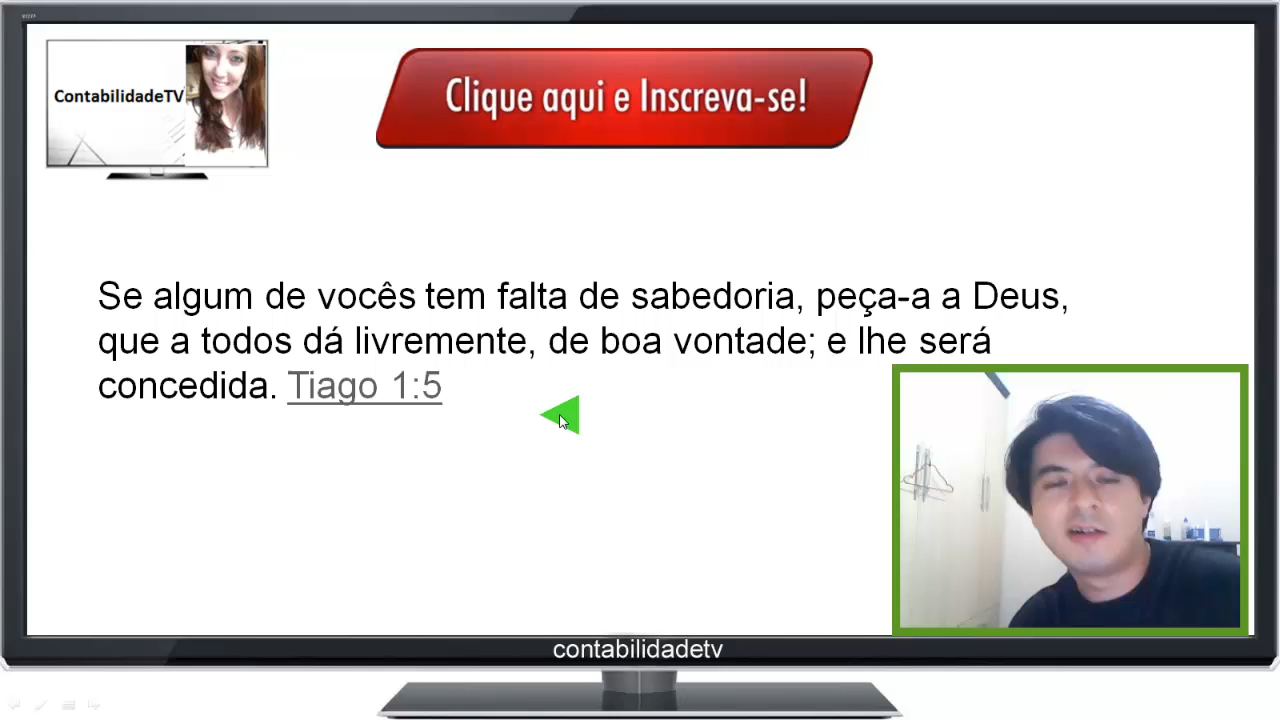 ContabilidadeTV
Clique aqui e Inscreva-se!
Se algum de vocês tem falta de sabedoria, peça-a a Deus,
que a todos dá livremente, de boa vontade; e lhe será
concedida. Tiago 1:5
contabilidadetv